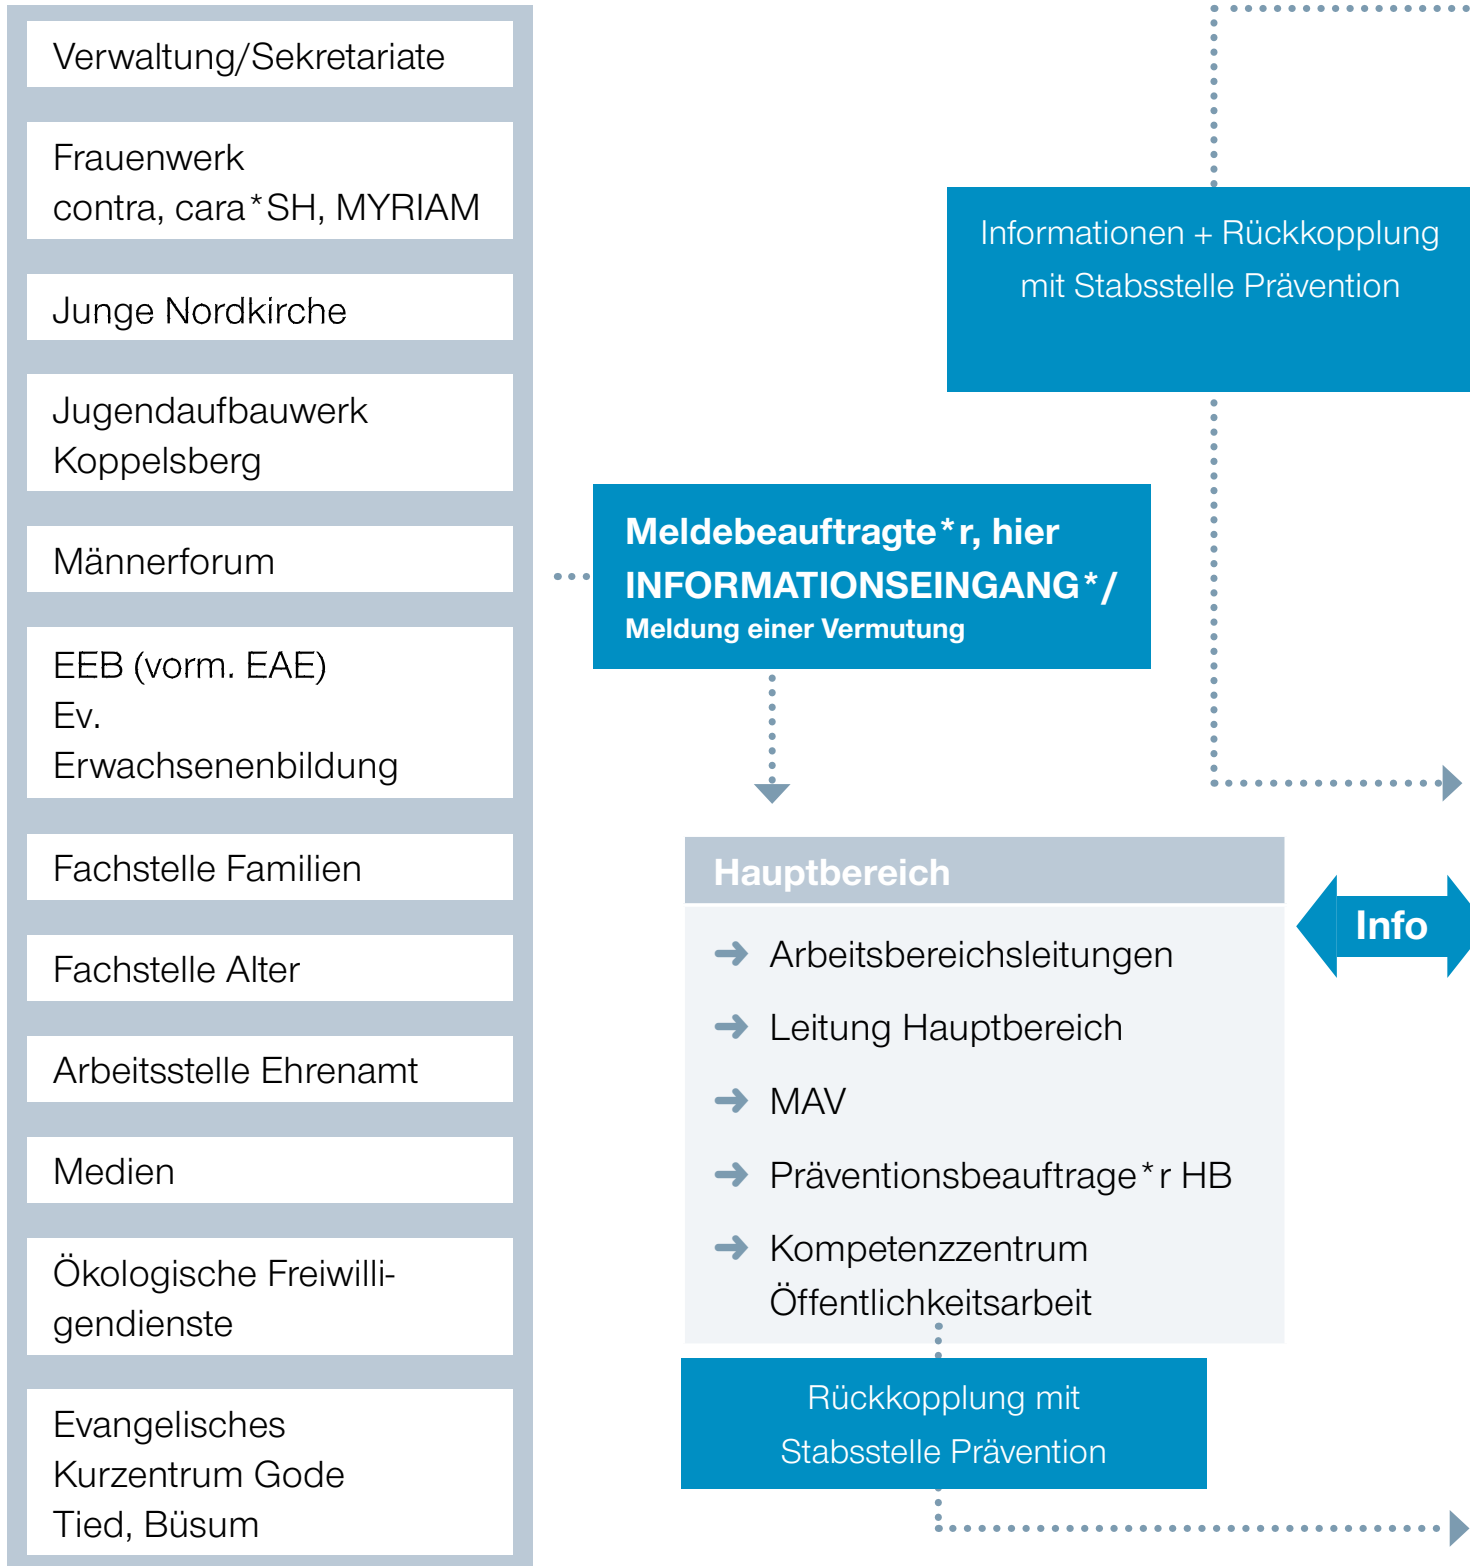 Verwaltung/Sekretariate
Frauenwerk
contra, cara*SH, MYRIAM
Junge Nordkirche
Jugendaufbauwerk
Koppelsberg
Männerforum
EEB (vorm. EAE)
Ev.
Erwachsenenbildung
Fachstelle Familien
Fachstelle Alter
Arbeitsstelle Ehrenamt
Medien
Ökologische Freiwilli-
gendienste
Evangelisches
Kurzentrum Gode
Tied, Büsum
Informationen + Rückkopplung
mit Stabsstelle Prävention
Meldebeauftragte*r, hier
INFORMATIONSEINGANG*/
Meldung einer Vermutung
Hauptbereich
Arbeitsbereichsleitungen
Leitung Hauptbereich
MAV
Präventionsbeauftrage*r HB
Kompetenzzentrum
Öffentlichkeitsarbeit
Info
Rückkopplung mit
Stabsstelle Prävention